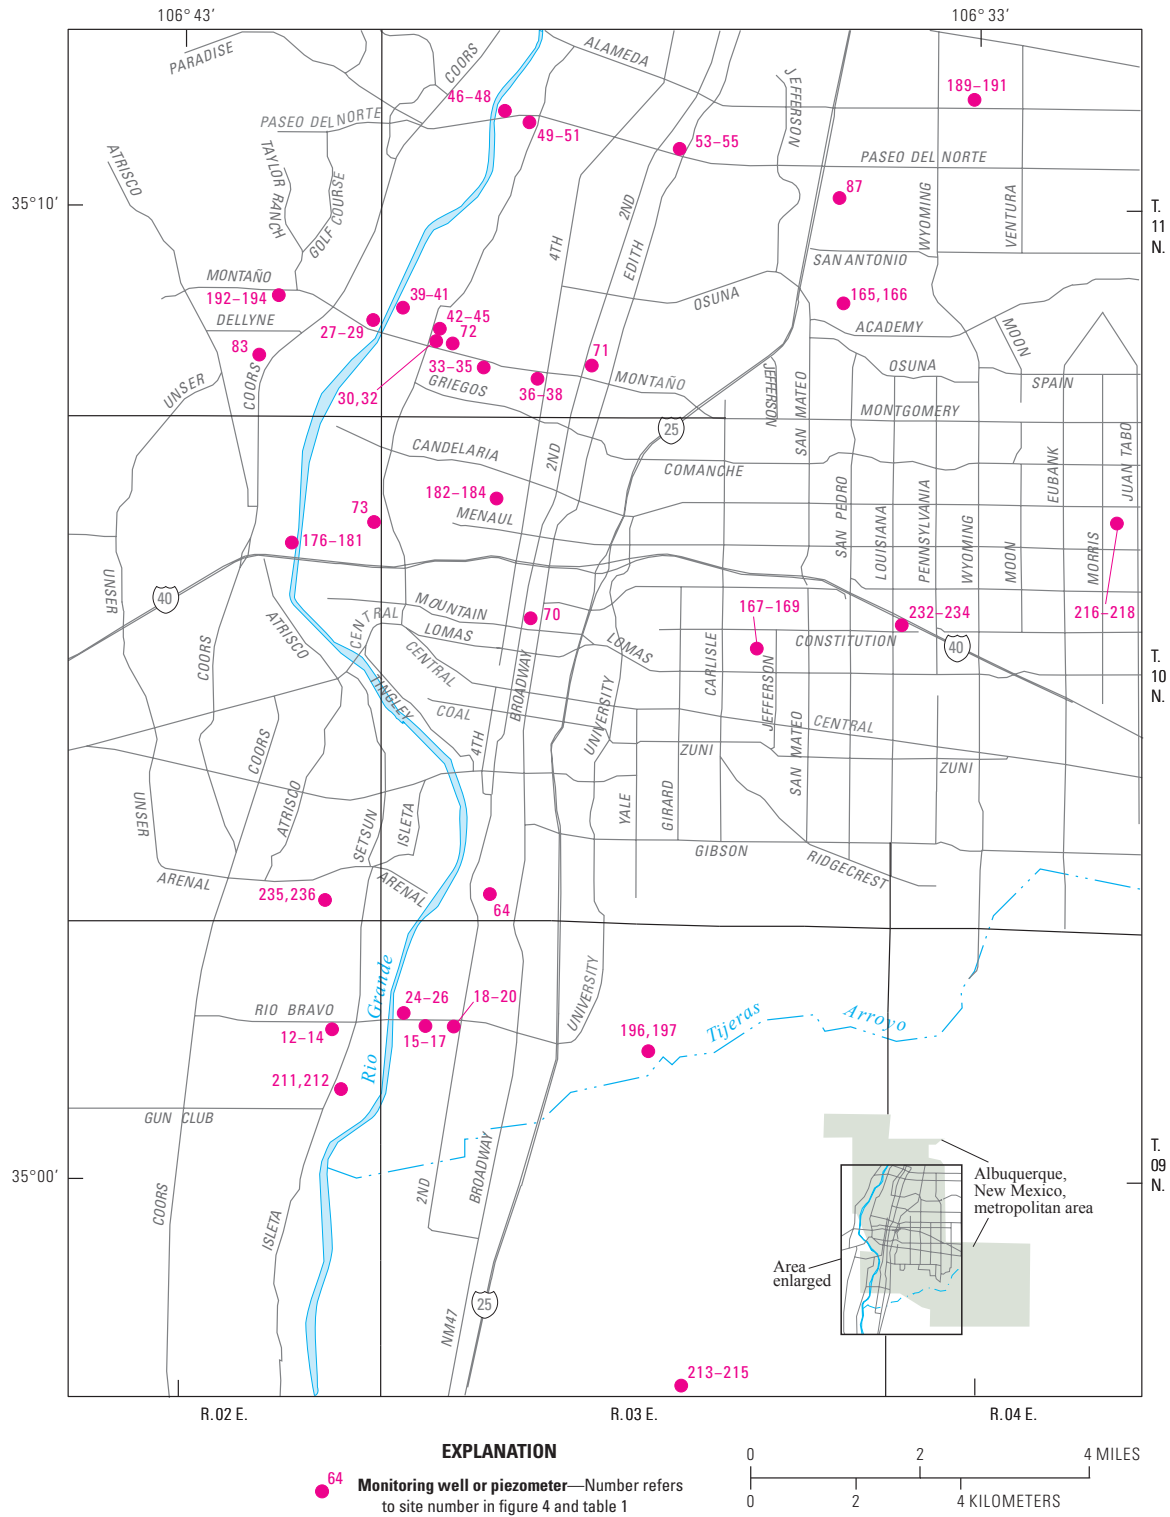 106°43′
106°33′
PARADISE
COORS
ALAMEDA
JEFFERSON
189–191
46–48
PASEO DEL NORTE
49–51
53–55
PASEO DEL NORTE
ATRISCO
TAYLOR RANCH
GOLF COURSE
87
35°10′
T.
11
N.
2ND
4TH
EDITH
WYOMING
VENTURA
SAN ANTONIO
MONTAÑO
192–194
39–41
OSUNA
165,166
DELLYNE
27–29
42–45
72
ACADEMY
MOON
83
33–35
71
OSUNA
UNSER
COORS
30,32
GRIEGOS
36–38
MONTAÑO
JEFFERSON
SAN MATEO
SPAIN
MONTGOMERY
25
CANDELARIA
2ND
COMANCHE
EUBANK
JUAN TABO
182–184
MENAUL
73
176–181
SAN PEDRO
LOUISIANA
PENNSYLVANIA
WYOMING
MOON
MORRIS
UNSER
40
ATRISCO
CENTRAL
MOUNTAIN
LOMAS
70
167–169
232–234
216–218
CONSTITUTION
40
COORS
CENTRAL
LOMAS
CARLISLE
JEFFERSON
T.
10
N.
TINGLEY
COAL
BROADWAY
UNIVERSITY
CENTRAL
COORS
4TH
ZUNI
SAN MATEO
ZUNI
UNSER
ATRISCO
SETSUN
ISLETA
YALE
GIRARD
GIBSON
RIDGECREST
ARENAL
ARENAL
235,236
64
Rio Grande
UNIVERSITY
24–26
18–20
RIO BRAVO
12–14
15–17
196,197
Tijeras Arroyo
211,212
GUN CLUB
35°00′
T.
09
N.
COORS
ISLETA
2ND
BROADWAY
Albuquerque,
New Mexico,
metropolitan area
Area
enlarged
25
NM47
213–215
R.02 E.
R.03 E.
R.04 E.
EXPLANATION
64
Monitoring well or piezometer—Number refers
to site number in figure 4 and table 1
0 2 4 MILES
0 2 4 KILOMETERS